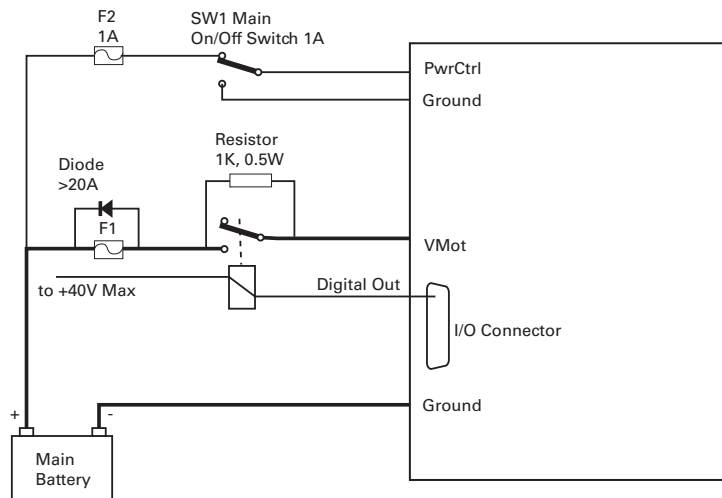 F2
1A
SW1 Main
On/Off Switch 1A
PwrCtrl
Ground
Resistor
1K, 0.5W
Diode
>20A
F1
VMot
to +40V Max
Digital Out
I/O Connector
Ground
+
-
Main
Battery